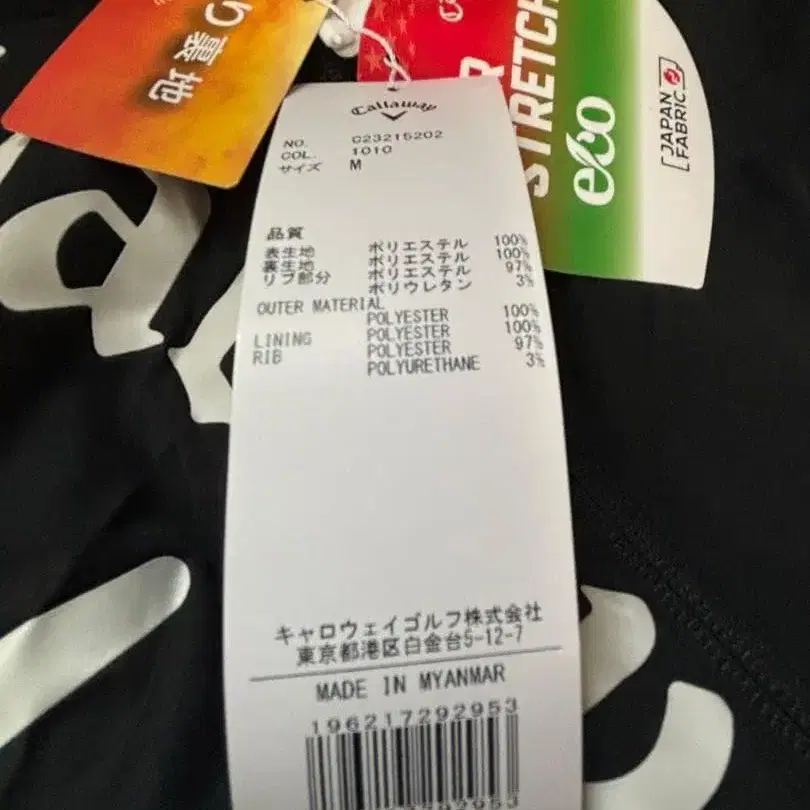 り裏地
STRETCH
eco
JAPAN
FABRIC
Callaway
NO. C23215202
COL. 1010
サイズ M
品質
表生地 ポリエステル 100%
裏生地 ポリエステル 100%
リブ部分 ポリエステル 97%
ポリウレタン 3%
OUTER MATERIAL
POLYESTER 100%
LINING POLYESTER 100%
RIB POLYESTER 97%
POLYURETHANE 3%
キャロウェイゴルフ株式会社
東京都港区白金台5-12-7
MADE IN MYANMAR
196217292953